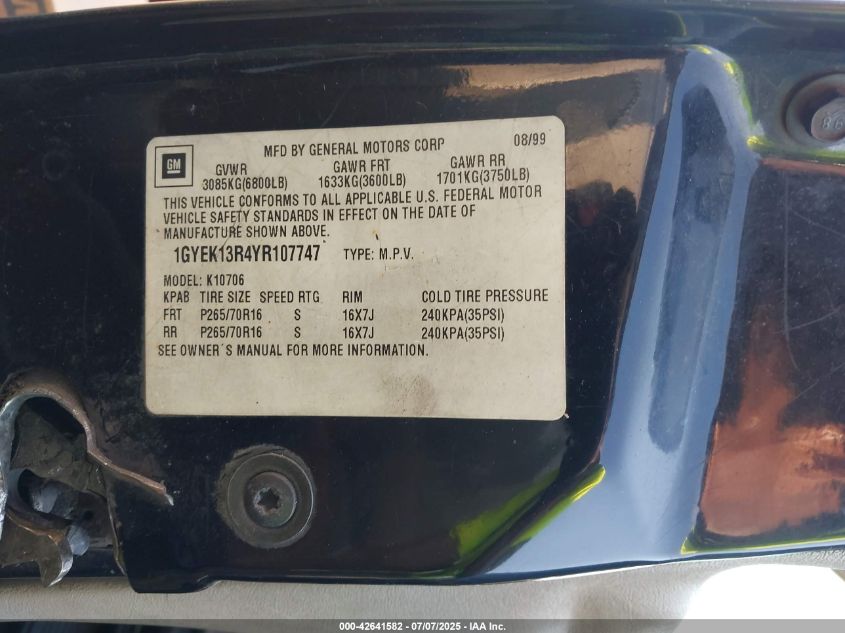 MFD BY GENERAL MOTORS CORP 08/99
GM
GVWR GAWR FRT GAWR RR
3085KG(6800LB) 1633KG(3600LB) 1701KG(3750LB)
THIS VEHICLE CONFORMS TO ALL APPLICABLE U.S. FEDERAL MOTOR
VEHICLE SAFETY STANDARDS IN EFFECT ON THE DATE OF
MANUFACTURE SHOWN ABOVE.
1GYEK13R4YR107747 TYPE: M.P.V.
MODEL: K10706
KPAB TIRE SIZE SPEED RTG RIM COLD TIRE PRESSURE
FRT P265/70R16 S 16X7J 240KPA(35PSI)
RR P265/70R16 S 16X7J 240KPA(35PSI)
SEE OWNER´S MANUAL FOR MORE INFORMATION.
000-42641582 - 07/07/2025 - IAA Inc.